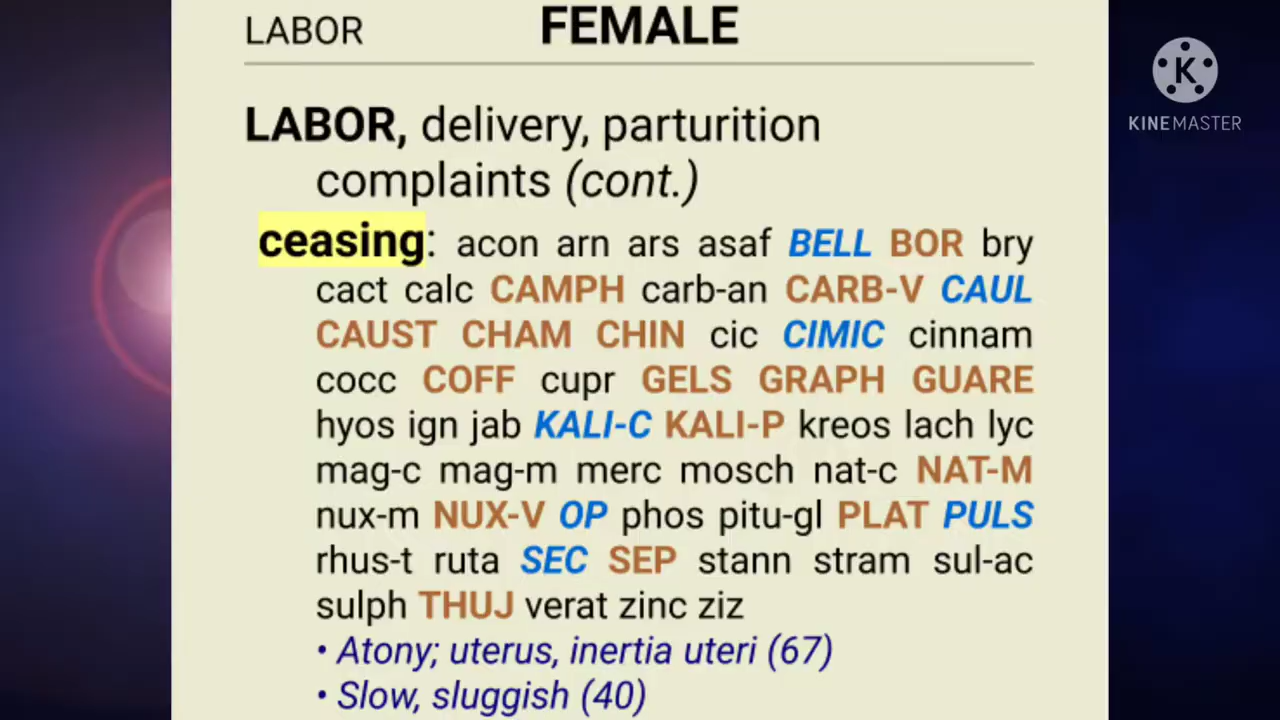 LABOR FEMALE
KINEMASTER
LABOR, delivery, parturition
complaints (cont.)
ceasing: acon arn ars asaf BELL BOR bry
cact calc CAMPH carb-an CARB-V CAUL
CAUST CHAM CHIN cic CIMIC cinnam
cocc COFF cupr GELS GRAPH GUARE
hyos ign jab KALI-C KALI-P kreos lach lyc
mag-c mag-m merc mosch nat-c NAT-M
nux-m NUX-V OP phos pitu-gl PLAT PULS
rhus-t ruta SEC SEP stann stram sul-ac
sulph THUJ verat zinc ziz
• Atony; uterus, inertia uteri (67)
• Slow, sluggish (40)